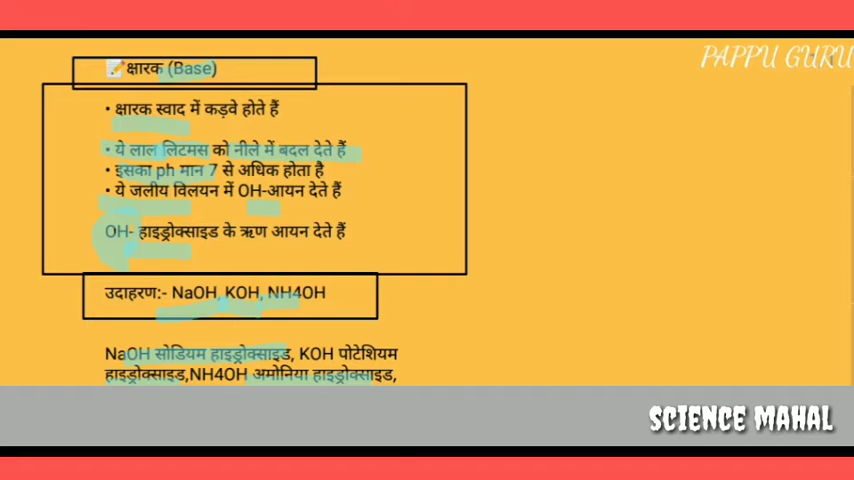 PAPPU GURU
📝क्षारक (Base)
• क्षारक स्वाद में कड़वे होते हैं
• ये लाल लिटमस को नीले में बदल देते हैं
• इसका ph मान 7 से अधिक होता है
• ये जलीय विलयन में OH-आयन देते हैं
OH- हाइड्रोक्साइड के ऋण आयन देते हैं
उदाहरण:- NaOH, KOH, NH4OH
NaOH सोडियम हाइड्रोक्साइड, KOH पोटेशियम
हाइड्रोक्साइड,NH4OH अमोनिया हाइड्रोक्साइड,
SCIENCE MAHAL